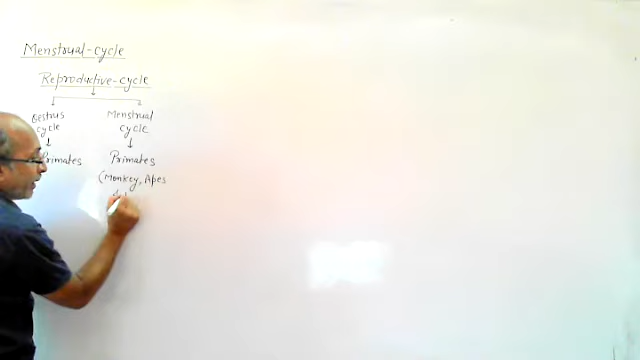 Menstrual-cycle
Reproductive-cycle
Oestrus Menstrual
cycle cycle
Primates Primates
(Monkey, Apes